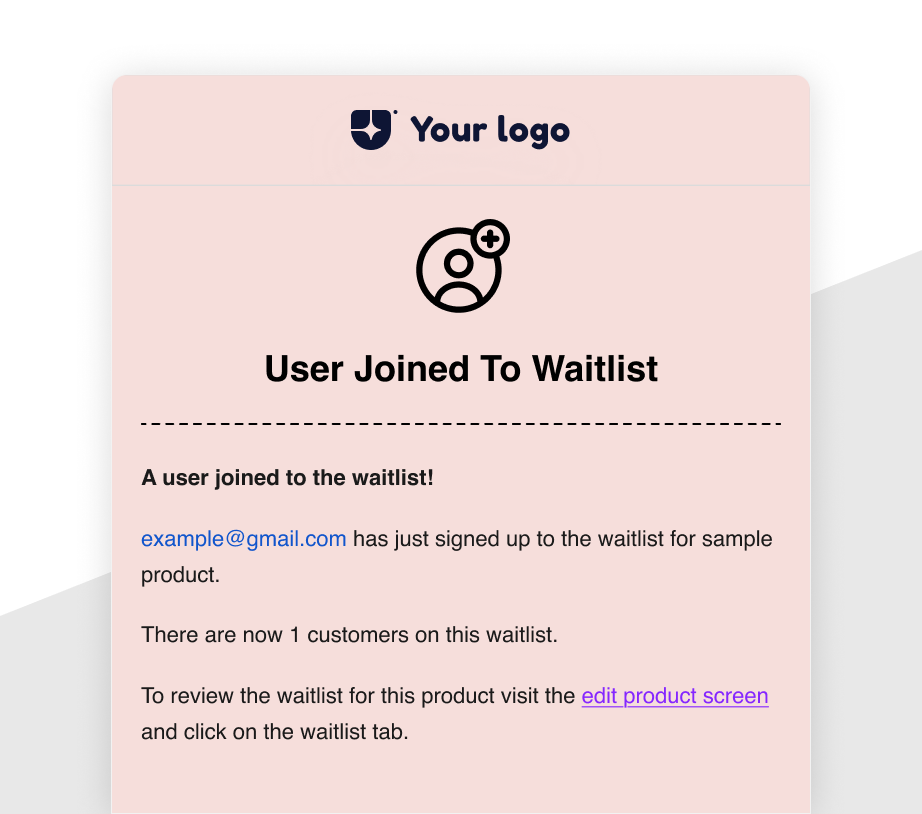 Your logo
User Joined To Waitlist
A user joined to the waitlist!
example@gmail.com has just signed up to the waitlist for sample
product.
There are now 1 customers on this waitlist.
To review the waitlist for this product visit the edit product screen
and click on the waitlist tab.